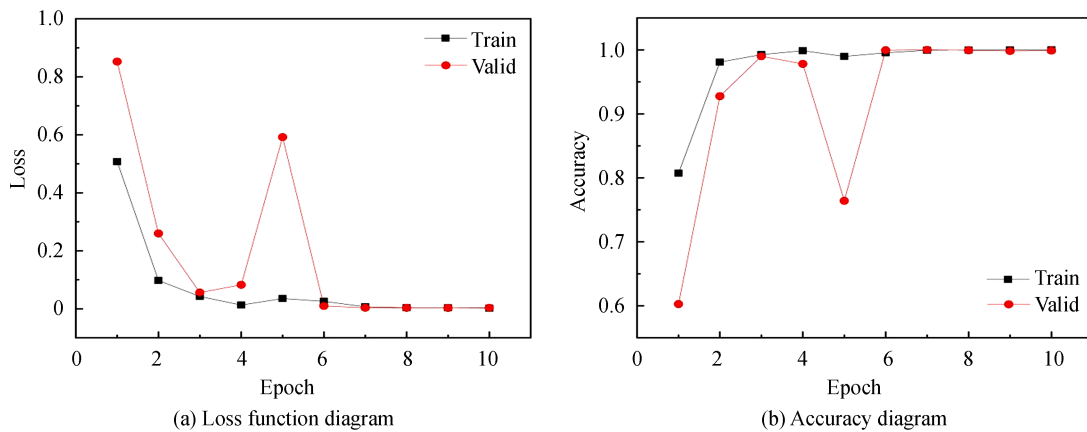 1.0
0.8
0.6
0.4
0.2
0
Loss
Train
Valid
0 2 4 6 8 10
Epoch
(a) Loss function diagram
1.0
0.9
0.8
0.7
0.6
Accuracy
Train
Valid
0 2 4 6 8 10
Epoch
(b) Accuracy diagram